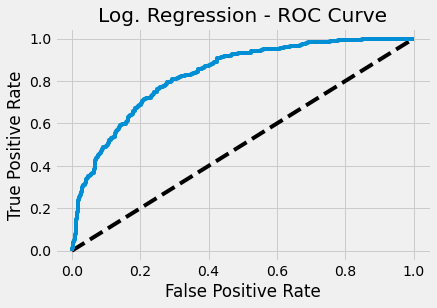 Log. Regression - ROC Curve
True Positive Rate
1.0
0.8
0.6
0.4
0.2
0.0
0.0 0.2 0.4 0.6 0.8 1.0
False Positive Rate